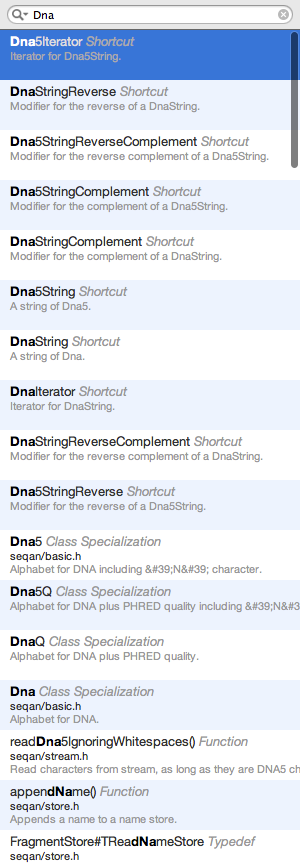 Dna
Dna5Iterator Shortcut
Iterator for Dna5String.
DnaStringReverse Shortcut
Modifier for the reverse of a DnaString.
Dna5StringReverseComplement Shortcut
Modifier for the reverse complement of a Dna5String.
Dna5StringComplement Shortcut
Modifier for the complement of a Dna5String.
DnaStringComplement Shortcut
Modifier for the complement of a DnaString.
Dna5String Shortcut
A string of Dna5.
DnaString Shortcut
A string of Dna.
DnaIterator Shortcut
Iterator for DnaString.
DnaStringReverseComplement Shortcut
Modifier for the reverse complement of a DnaString.
Dna5StringReverse Shortcut
Modifier for the reverse of a Dna5String.
Dna5 Class Specialization
seqan/basic.h
Alphabet for DNA including &#39;N&#39; character.
Dna5Q Class Specialization
Alphabet for DNA plus PHRED quality including &#39;N&#3
DnaQ Class Specialization
Alphabet for DNA plus PHRED quality.
Dna Class Specialization
seqan/basic.h
Alphabet for DNA.
readDna5IgnoringWhitespaces() Function
seqan/stream.h
Read characters from stream, as long as they are DNA5 ch
appendName() Function
seqan/store.h
Appends a name to a name store.
FragmentStore#TReadNameStore Typedef
seqan/store.h